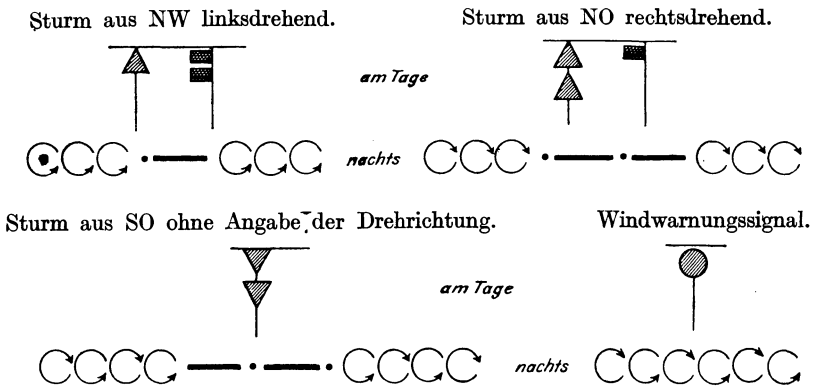 Sturm aus NW linksdrehend.
Sturm aus NO rechtsdrehend.
am Tage
nachts
Sturm aus SO ohne Angabe der Drehrichtung.
Windwarnungssignal.
am Tage
nachts